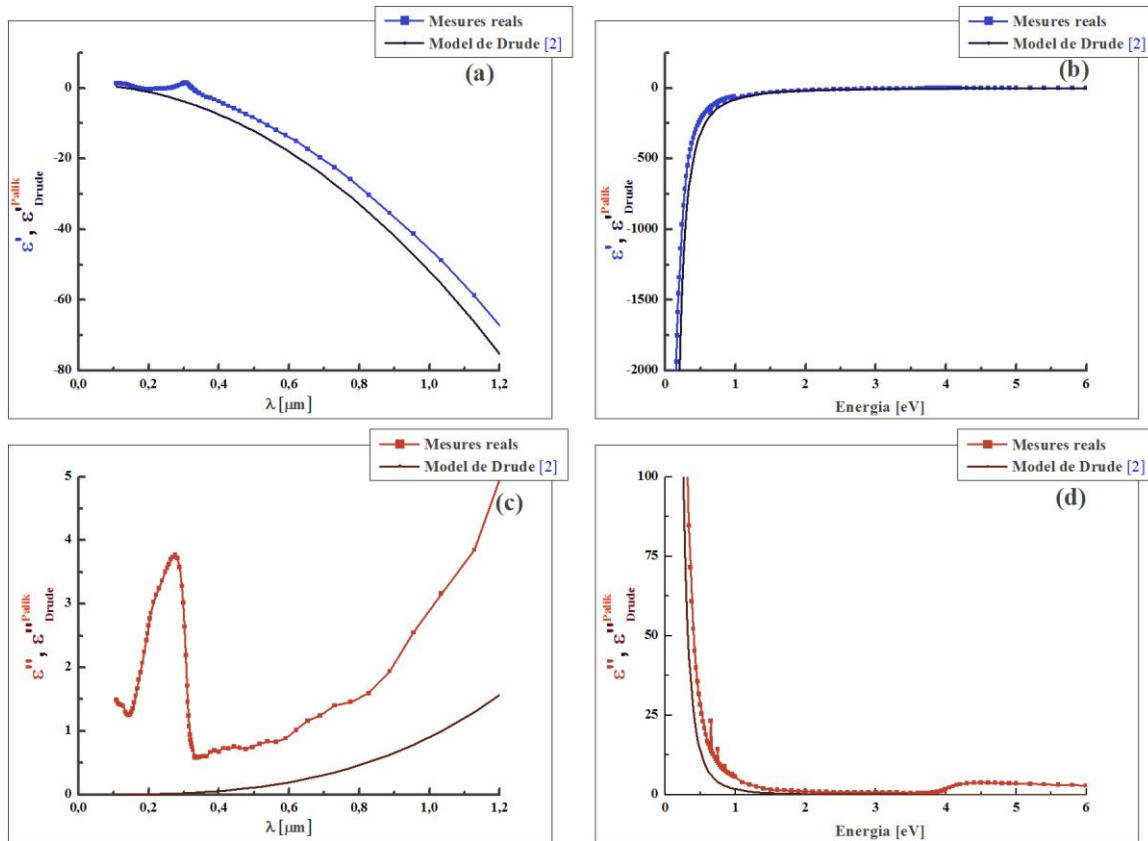 Mesures reals
Model de Drude [2]
(a)
ε', ε'Palik Drude
0
-20
-40
-60
-80
0,0 0,2 0,4 0,6 0,8 1,0 1,2
λ [µm]
Mesures reals
Model de Drude [2]
(b)
ε', ε'Palik Drude
0
-500
-1000
-1500
-2000
0 1 2 3 4 5 6
Energia [eV]
Mesures reals
Model de Drude [2]
(c)
ε'', ε''Palik Drude
5
4
3
2
1
0
0,0 0,2 0,4 0,6 0,8 1,0 1,2
λ [µm]
Mesures reals
Model de Drude [2]
(d)
ε'', ε''Palik Drude
100
75
50
25
0
0 1 2 3 4 5 6
Energia [eV]